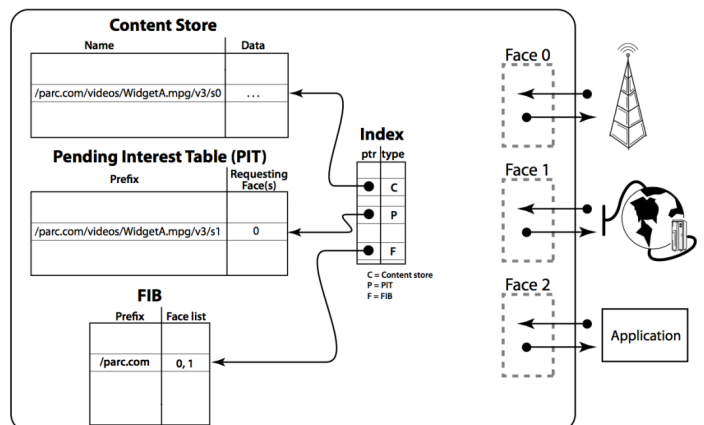 Content Store
Name Data
/parc.com/videos/WidgetA.mpg/v3/s0 ...
Pending Interest Table (PIT)
Prefix Requesting
Face(s)
/parc.com/videos/WidgetA.mpg/v3/s1 0
FIB
Prefix Face list
/parc.com 0, 1
Index
ptr type
C
P
F
C = Content store
P = PIT
F = FIB
Face 0
Face 1
Face 2
Application